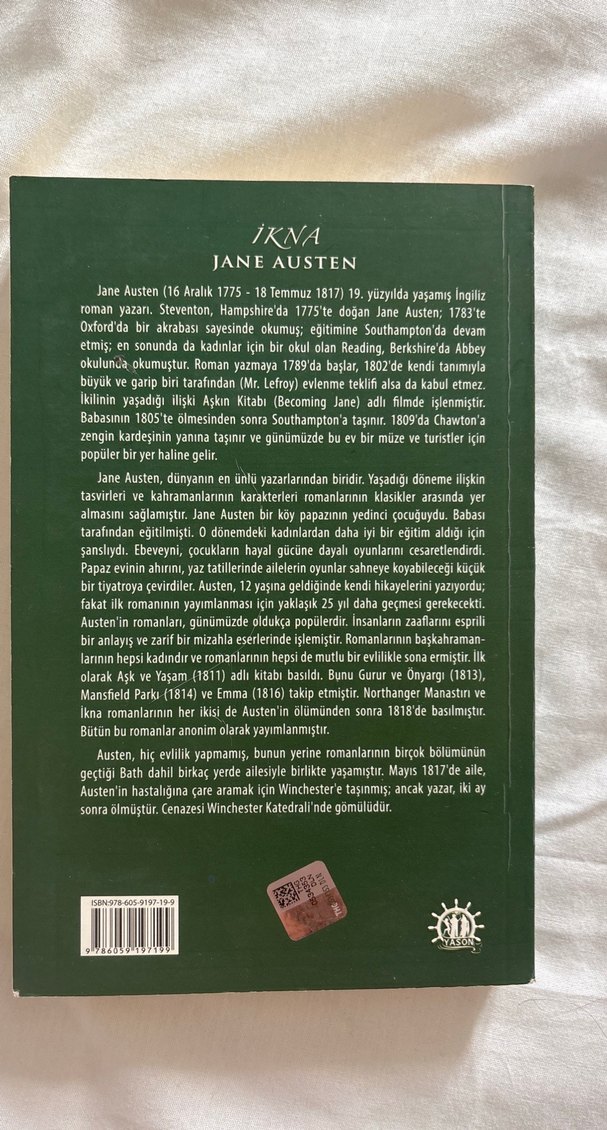 İKNA
JANE AUSTEN
Jane Austen (16 Aralık 1775 - 18 Temmuz 1817) 19. yüzyılda yaşamış İngiliz
roman yazarı. Steventon, Hampshire'da 1775'te doğan Jane Austen; 1783'te
Oxford'da bir akrabası sayesinde okumuş; eğitimine Southampton'da devam
etmiş; en sonunda da kadınlar için bir okul olan Reading, Berkshire'da Abbey
okulunda okumuştur. Roman yazmaya 1789'da başlar, 1802'de kendi tanımıyla
büyük ve garip biri tarafından (Mr. Lefroy) evlenme teklifi alsa da kabul etmez.
İkilinin yaşadığı ilişki Aşkın Kitabı (Becoming Jane) adlı filmde işlenmiştir.
Babasının 1805'te ölmesinden sonra Southampton'a taşınır. 1809'da Chawton'a
zengin kardeşinin yanına taşınır ve günümüzde bu ev bir müze ve turistler için
popüler bir yer haline gelir.
Jane Austen, dünyanın en ünlü yazarlarından biridir. Yaşadığı döneme ilişkin
tasvirleri ve kahramanlarının karakterleri romanlarının klasikler arasında yer
almasını sağlamıştır. Jane Austen bir köy papazının yedinci çocuğuydu. Babası
tarafından eğitilmişti. O dönemdeki kadınlardan daha iyi bir eğitim aldığı için
şanslıydı. Ebeveyni, çocukların hayal gücüne dayalı oyunlarını cesaretlendirdi.
Papaz evinin ahırını, yaz tatillerinde ailelerin oyunlar sahneye koyabileceği küçük
bir tiyatroya çevirdiler. Austen, 12 yaşına geldiğinde kendi hikayelerini yazıyordu;
fakat ilk romanının yayımlanması için yaklaşık 25 yıl daha geçmesi gerekecekti.
Austen'in romanları, günümüzde oldukça popülerdir. İnsanların zaaflarını esprili
bir anlayış ve zarif bir mizahla eserlerinde işlemiştir. Romanlarının başkahraman-
larının hepsi kadındır ve romanlarının hepsi de mutlu bir evlilikle sona ermiştir. İlk
olarak Aşk ve Yaşam (1811) adlı kitabı basıldı. Bunu Gurur ve Önyargı (1813),
Mansfield Parkı (1814) ve Emma (1816) takip etmiştir. Northanger Manastırı ve
İkna romanlarının her ikisi de Austen'in ölümünden sonra 1818'de basılmıştır.
Bütün bu romanlar anonim olarak yayımlanmıştır.
Austen, hiç evlilik yapmamış, bunun yerine romanlarının birçok bölümünün
geçtiği Bath dahil birkaç yerde ailesiyle birlikte yaşamıştır. Mayıs 1817'de aile,
Austen'in hastalığına çare aramak için Winchester'e taşınmış; ancak yazar, iki ay
sonra ölmüştür. Cenazesi Winchester Katedrali'nde gömülüdür.
ISBN:978-605-9197-19-9
9 786059 197199
THG
DLN
0534353
YASON